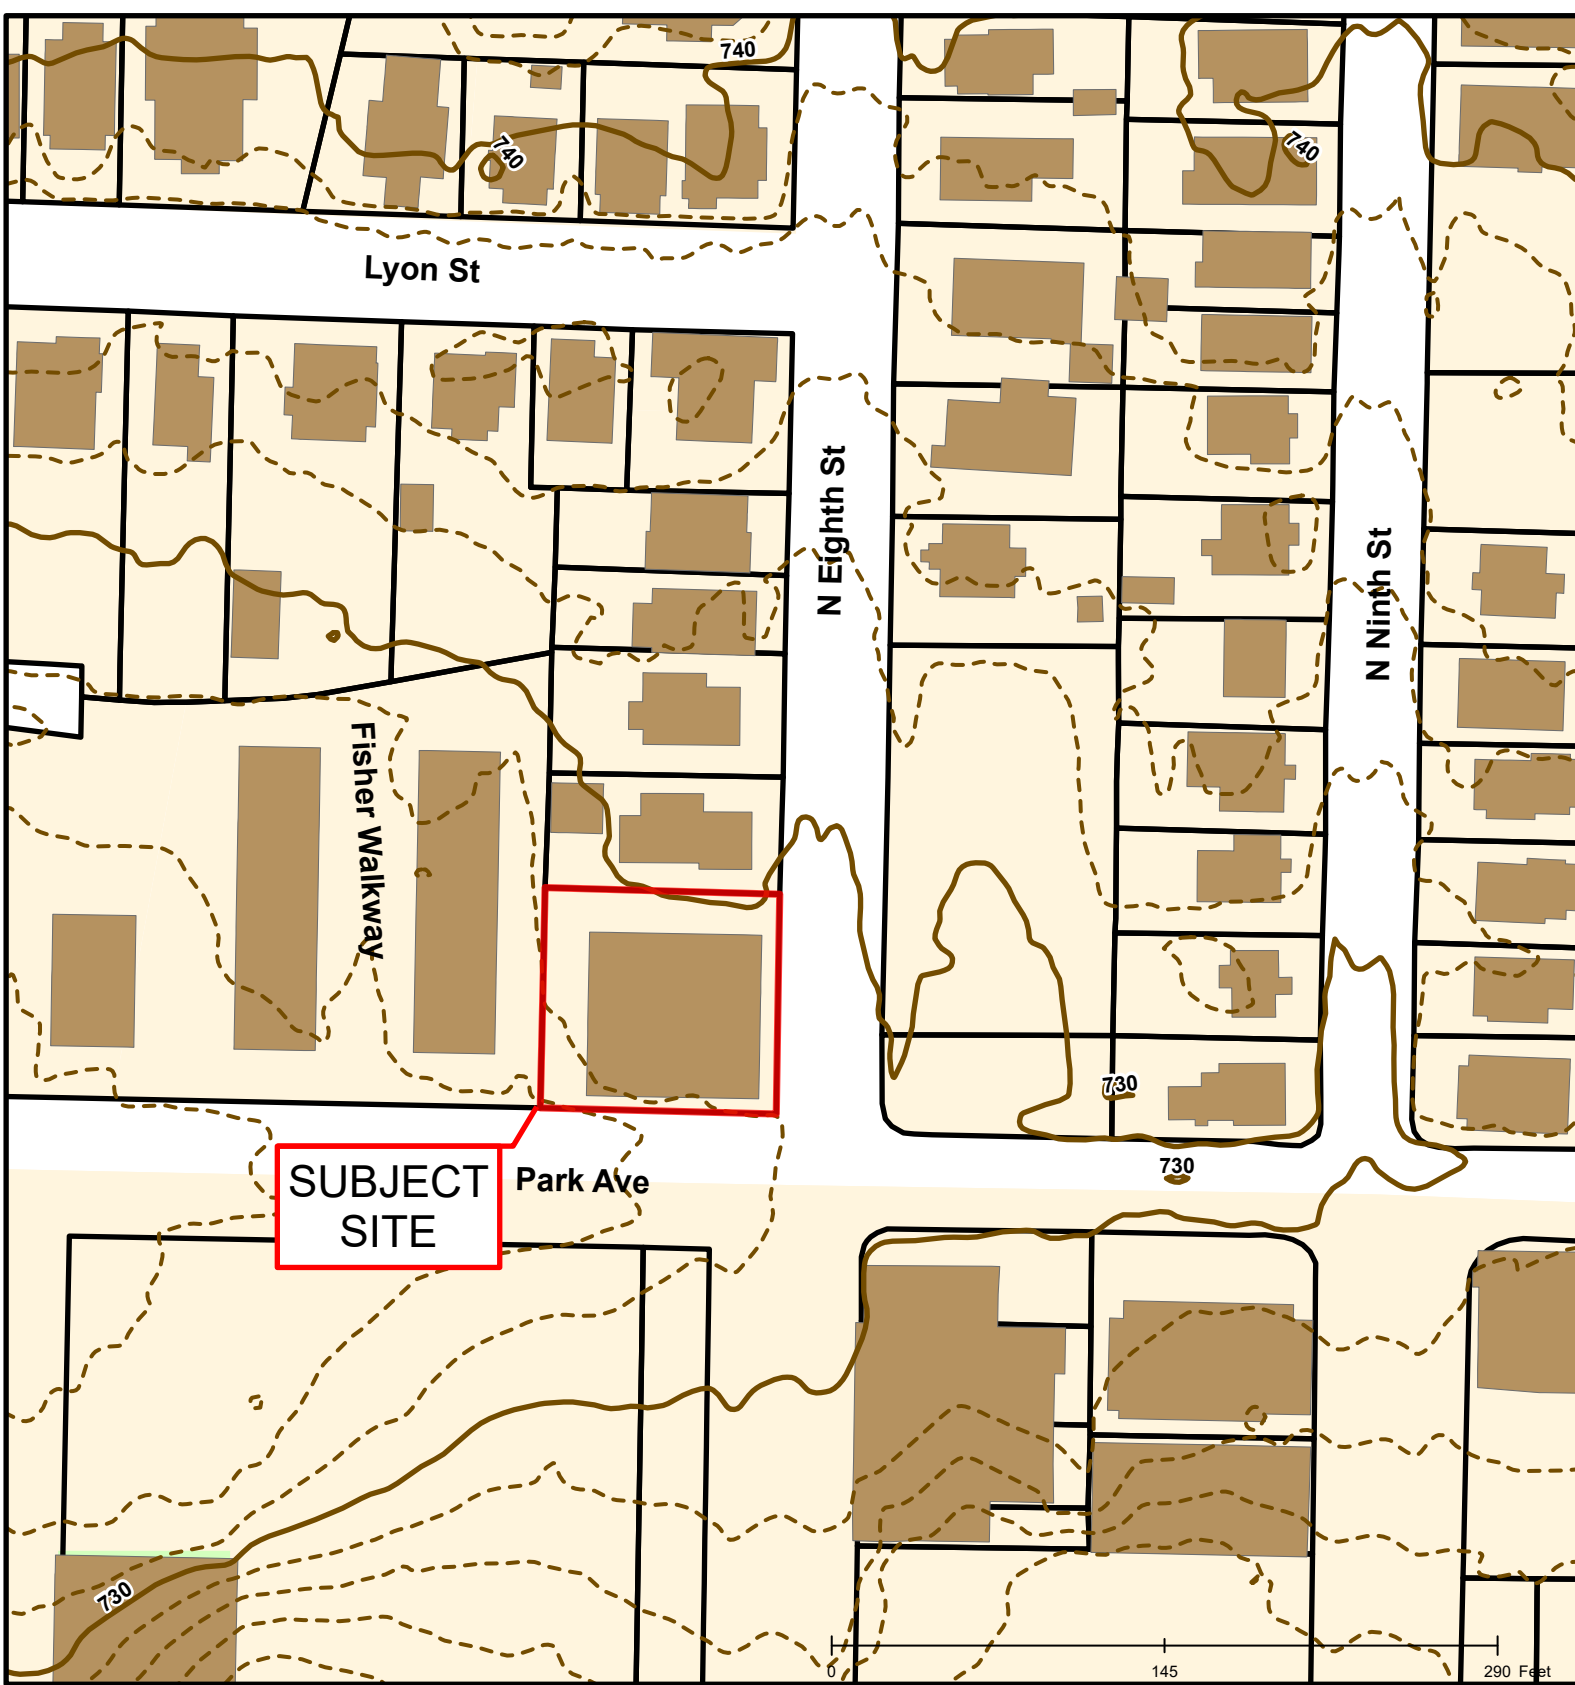 740
740
740
Lyon St
N Eighth St
N Ninth St
Fisher Walkway
730
730
SUBJECT
SITE
Park Ave
730
0
145
290 Feet